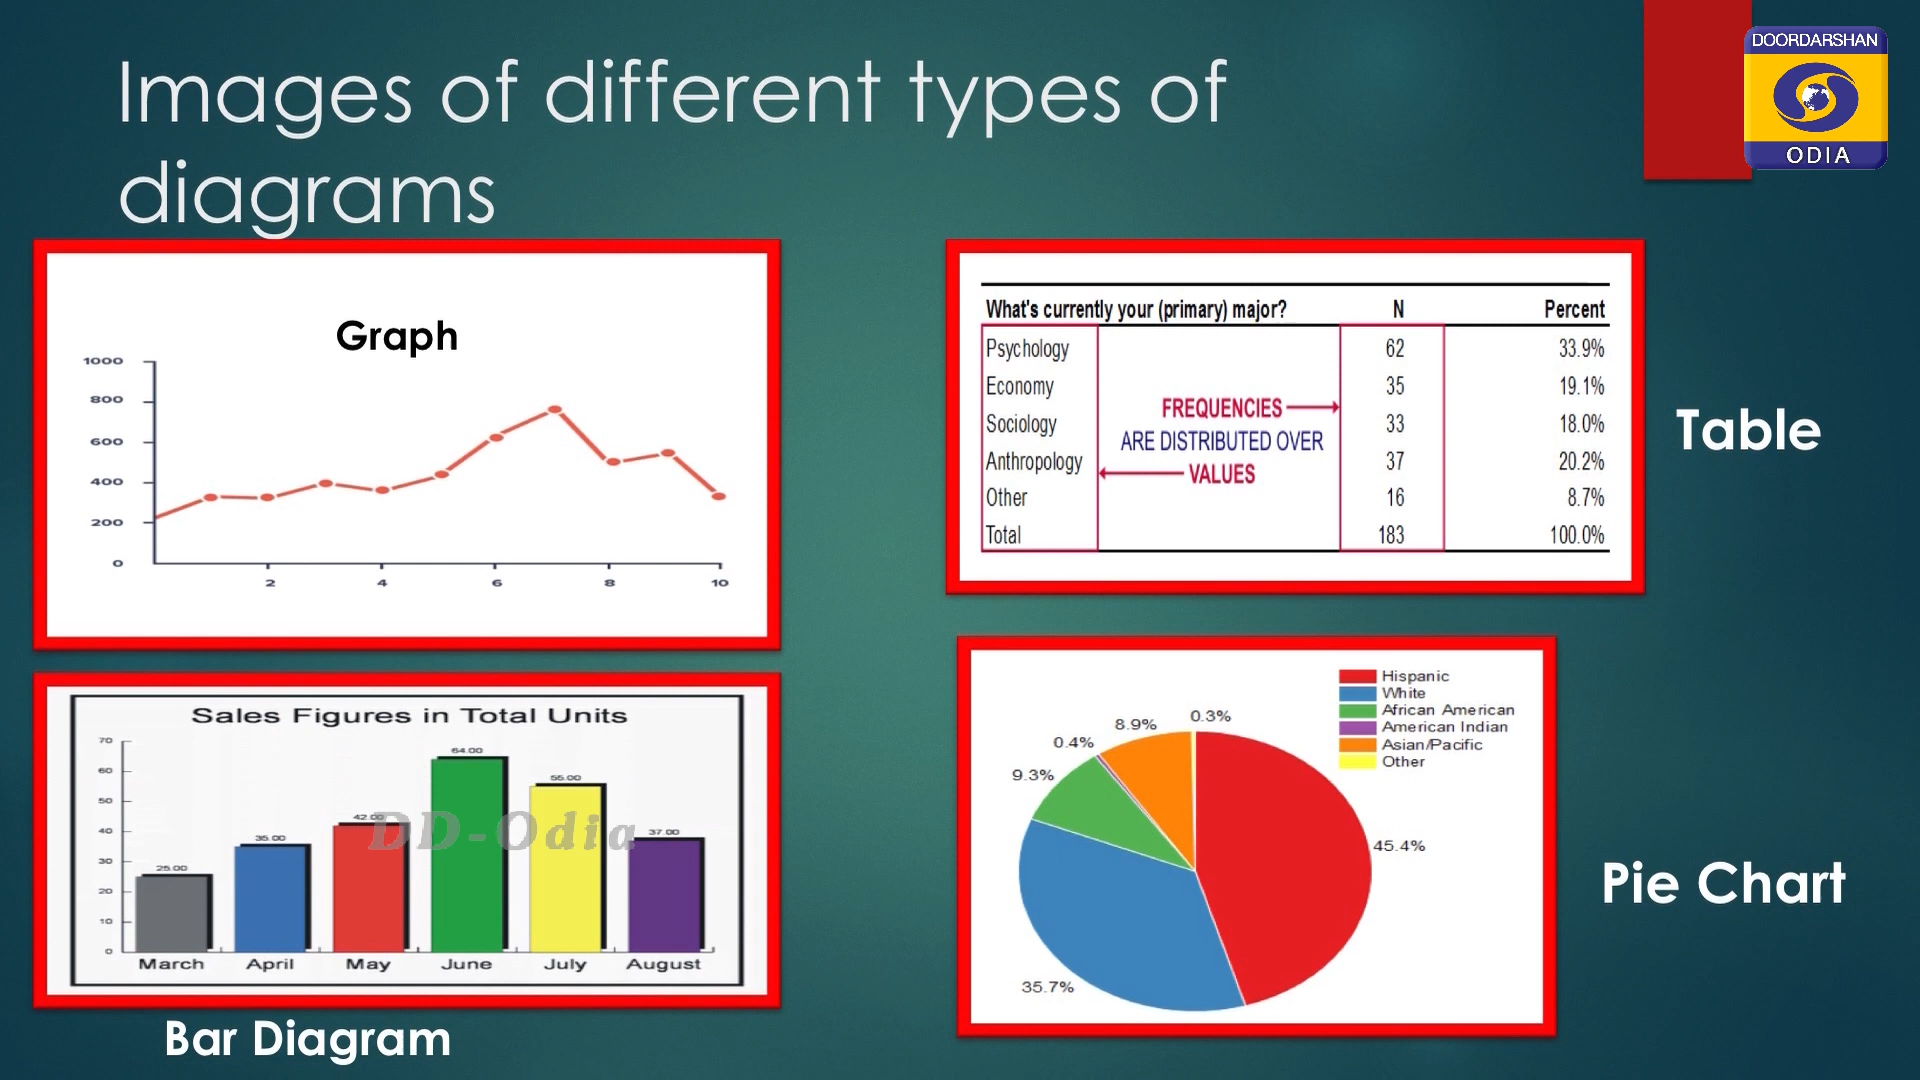 Images of different types of
diagrams
DOORDARSHAN
ODIA
Graph
1000
800
600
400
200
0
2 4 6 8 10
What's currently your (primary) major? N Percent
Psychology 62 33.9%
Economy 35 19.1%
Sociology 33 18.0%
Anthropology 37 20.2%
Other 16 8.7%
Total 183 100.0%
FREQUENCIES
ARE DISTRIBUTED OVER
VALUES
Table
Sales Figures in Total Units
70
60
50
40
30
20
10
0
25.00 35.00 42.00 64.00 55.00 37.00
March April May June July August
DD-Odia
Bar Diagram
Hispanic
White
African American
American Indian
Asian/Pacific
Other
0.3%
8.9%
0.4%
9.3%
45.4%
35.7%
Pie Chart